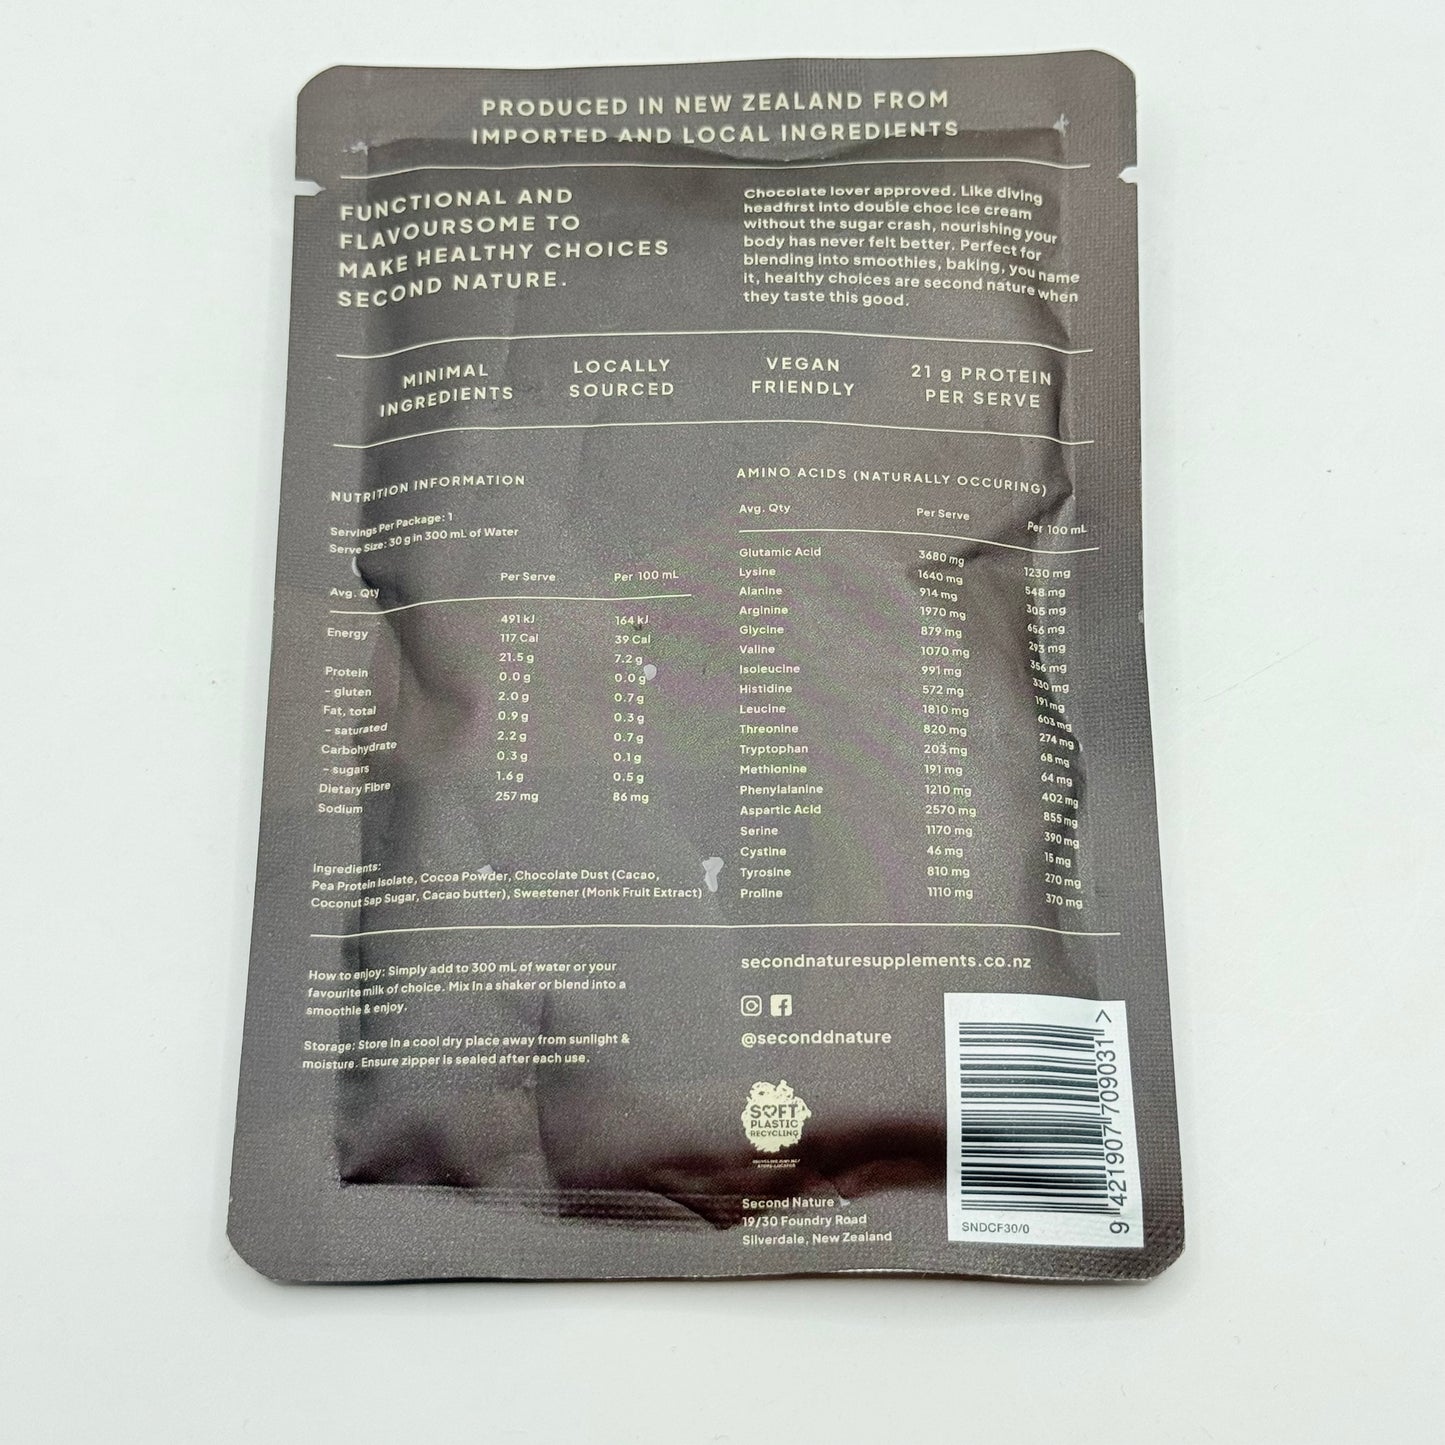 PRODUCED IN NEW ZEALAND FROM
IMPORTED AND LOCAL INGREDIENTS
FUNCTIONAL AND
FLAVOURSOME TO
MAKE HEALTHY CHOICES
SECOND NATURE.
Chocolate lover approved. Like diving
headfirst into double choc ice cream
without the sugar crash, nourishing your
body has never felt better. Perfect for
blending into smoothies, baking, you name
it, healthy choices are second nature when
they taste this good.
MINIMAL
INGREDIENTS
LOCALLY
SOURCED
VEGAN
FRIENDLY
21 g PROTEIN
PER SERVE
NUTRITION INFORMATION
Servings Per Package: 1
Serve Size: 30 g in 300 mL of Water
Avg. Qty Per Serve Per 100 mL
Energy 491 kJ 164 kJ
117 Cal 39 Cal
Protein 21.5 g 7.2 g
- gluten 0.0 g 0.0 g
Fat, total 2.0 g 0.7 g
- saturated 0.9 g 0.3 g
Carbohydrate 2.2 g 0.7 g
- sugars 0.3 g 0.1 g
Dietary Fibre 1.6 g 0.5 g
Sodium 257 mg 86 mg
Ingredients:
Pea Protein Isolate, Cocoa Powder, Chocolate Dust (Cacao,
Coconut Sap Sugar, Cacao butter), Sweetener (Monk Fruit Extract)
AMINO ACIDS (NATURALLY OCCURING)
Avg. Qty Per Serve Per 100 mL
Glutamic Acid 3680 mg 1230 mg
Lysine 1640 mg 548 mg
Alanine 914 mg 305 mg
Arginine 1970 mg 656 mg
Glycine 879 mg 293 mg
Valine 1070 mg 356 mg
Isoleucine 991 mg 330 mg
Histidine 572 mg 191 mg
Leucine 1810 mg 603 mg
Threonine 820 mg 274 mg
Tryptophan 203 mg 68 mg
Methionine 191 mg 64 mg
Phenylalanine 1210 mg 402 mg
Aspartic Acid 2570 mg 855 mg
Serine 1170 mg 390 mg
Cystine 46 mg 15 mg
Tyrosine 810 mg 270 mg
Proline 1110 mg 370 mg
How to enjoy: Simply add to 300 mL of water or your
favourite milk of choice. Mix in a shaker or blend into a
smoothie & enjoy.
Storage: Store in a cool dry place away from sunlight &
moisture. Ensure zipper is sealed after each use.
secondnaturesupplements.co.nz
@seconddnature
SOFT
PLASTIC
RECYCLING
Second Nature
19/30 Foundry Road
Silverdale, New Zealand
9 421907 709031 >
SNDCF30/0